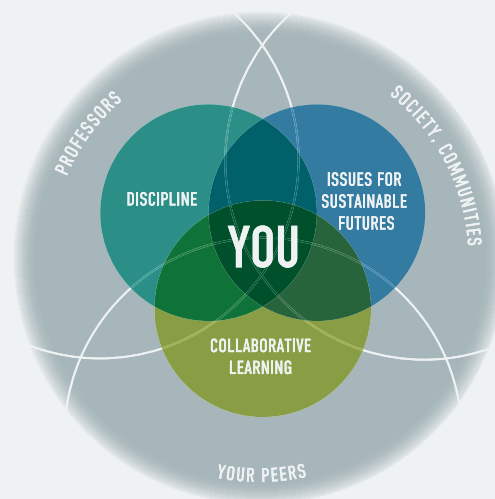 PROFESSORS
SOCIETY, COMMUNITIES
DISCIPLINE
ISSUES FOR
SUSTAINABLE
FUTURES
YOU
COLLABORATIVE
LEARNING
YOUR PEERS